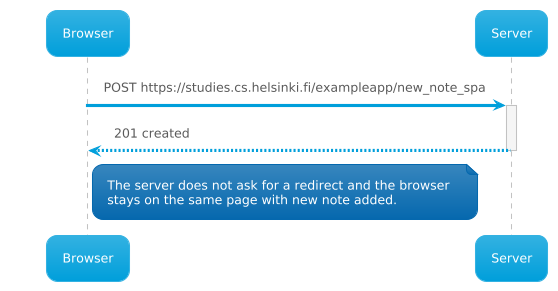 Browser
Server
POST https://studies.cs.helsinki.fi/exampleapp/new_note_spa
201 created
The server does not ask for a redirect and the browser
stays on the same page with new note added.
Browser
Server